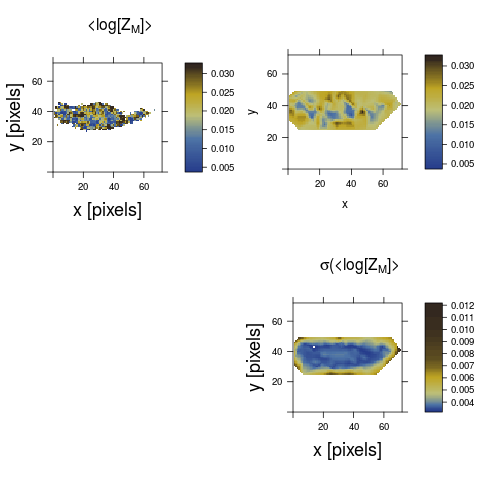 <log[Z_M]>
60
40
20
y [pixels]
20 40 60
x [pixels]
0.030
0.025
0.020
0.015
0.010
0.005
60
40
20
y
20 40 60
x
0.030
0.025
0.020
0.015
0.010
0.005
σ(<log[Z_M]>
60
40
20
y [pixels]
20 40 60
x [pixels]
0.012
0.011
0.010
0.009
0.008
0.007
0.006
0.005
0.004